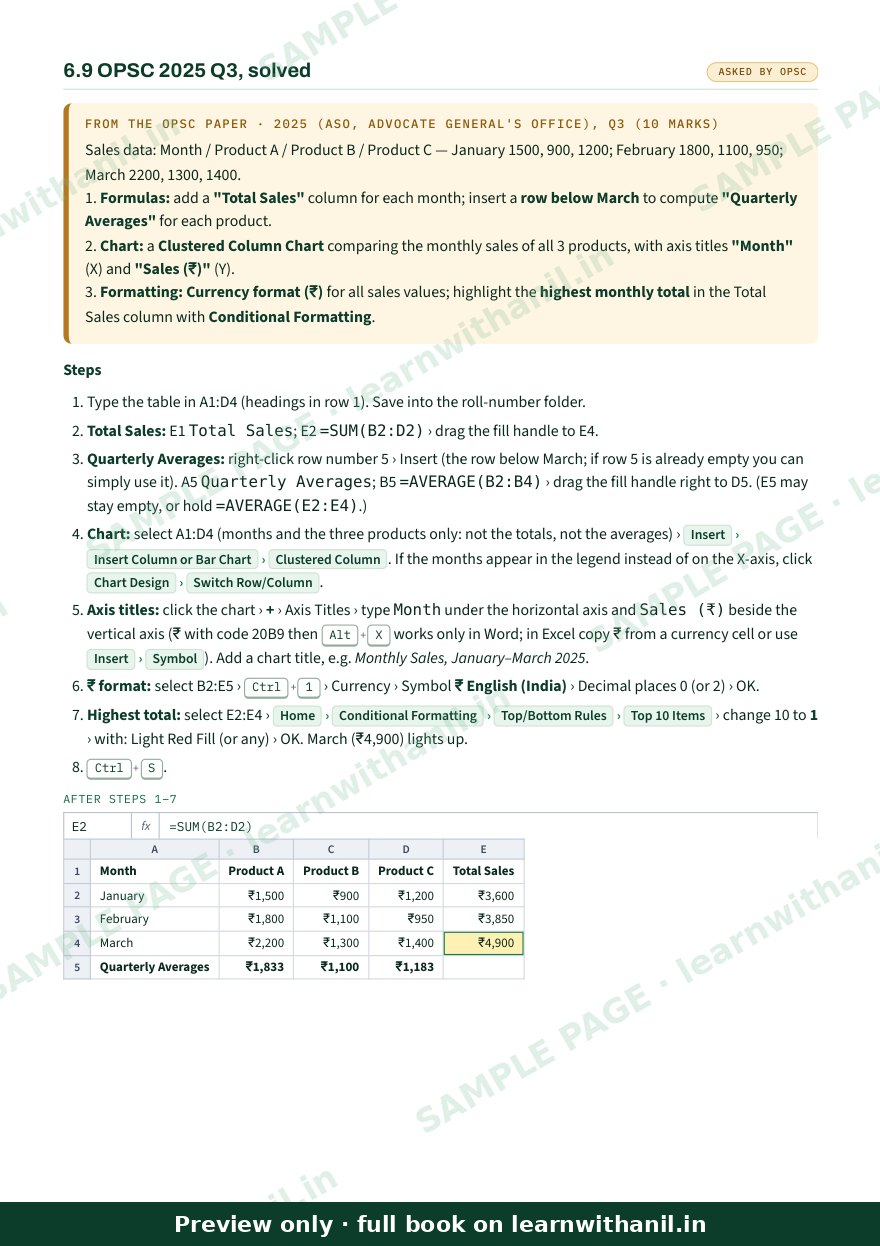 6.9 OPSC 2025 Q3, solved
ASKED BY OPSC
FROM THE OPSC PAPER · 2025 (ASO, ADVOCATE GENERAL'S OFFICE), Q3 (10 MARKS)
Sales data: Month / Product A / Product B / Product C — January 1500, 900, 1200; February 1800, 1100, 950;
March 2200, 1300, 1400.
1. Formulas: add a "Total Sales" column for each month; insert a row below March to compute "Quarterly
Averages" for each product.
2. Chart: a Clustered Column Chart comparing the monthly sales of all 3 products, with axis titles "Month"
(X) and "Sales (₹)" (Y).
3. Formatting: Currency format (₹) for all sales values; highlight the highest monthly total in the Total
Sales column with Conditional Formatting.
Steps
1. Type the table in A1:D4 (headings in row 1). Save into the roll-number folder.
2. Total Sales: E1 Total Sales; E2 =SUM(B2:D2) › drag the fill handle to E4.
3. Quarterly Averages: right-click row number 5 › Insert (the row below March; if row 5 is already empty you can
simply use it). A5 Quarterly Averages; B5 =AVERAGE(B2:B4) › drag the fill handle right to D5. (E5 may
stay empty, or hold =AVERAGE(E2:E4).)
4. Chart: select A1:D4 (months and the three products only: not the totals, not the averages) › Insert ›
Insert Column or Bar Chart › Clustered Column. If the months appear in the legend instead of on the X-axis, click
Chart Design › Switch Row/Column.
5. Axis titles: click the chart › + › Axis Titles › type Month under the horizontal axis and Sales (₹) beside the
vertical axis (₹ with code 20B9 then Alt + X works only in Word; in Excel copy ₹ from a currency cell or use
Insert › Symbol). Add a chart title, e.g. Monthly Sales, January–March 2025.
6. ₹ format: select B2:E5 › Ctrl + 1 › Currency › Symbol ₹ English (India) › Decimal places 0 (or 2) › OK.
7. Highest total: select E2:E4 › Home › Conditional Formatting › Top/Bottom Rules › Top 10 Items › change 10 to 1
› with: Light Red Fill (or any) › OK. March (₹4,900) lights up.
8. Ctrl + S.
AFTER STEPS 1–7
E2 fx =SUM(B2:D2)
A B C D E
1 Month Product A Product B Product C Total Sales
2 January ₹1,500 ₹900 ₹1,200 ₹3,600
3 February ₹1,800 ₹1,100 ₹950 ₹3,850
4 March ₹2,200 ₹1,300 ₹1,400 ₹4,900
5 Quarterly Averages ₹1,833 ₹1,100 ₹1,183
SAMPLE PAGE · learnwithanil.in
Preview only · full book on learnwithanil.in